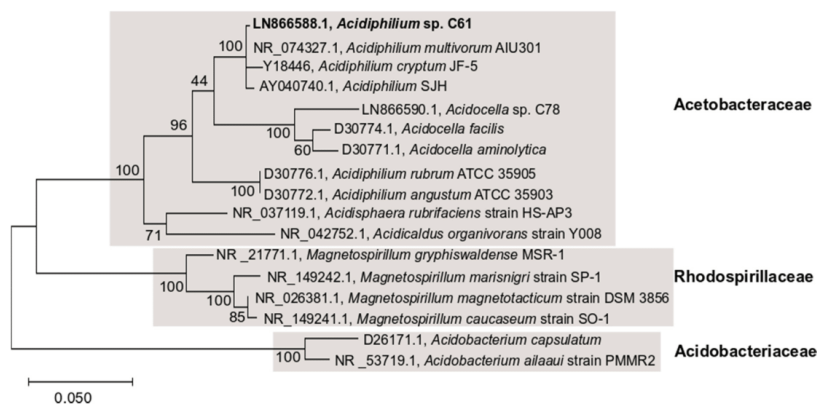 LN866588.1, Acidiphilium sp. C61
100
NR_074327.1, Acidiphilium multivorum AIU301
Y18446, Acidiphilium cryptum JF-5
44
AY040740.1, Acidiphilium SJH
Acetobacteraceae
LN866590.1, Acidocella sp. C78
96
100
D30774.1, Acidocella facilis
60
D30771.1, Acidocella aminolytica
100
D30776.1, Acidiphilium rubrum ATCC 35905
100
D30772.1, Acidiphilium angustum ATCC 35903
NR_037119.1, Acidisphaera rubrifaciens strain HS-AP3
71
NR_042752.1, Acidicaldus organivorans strain Y008
NR _21771.1, Magnetospirillum gryphiswaldense MSR-1
100
NR_149242.1, Magnetospirillum marisnigri strain SP-1
Rhodospirillaceae
100
NR_026381.1, Magnetospirillum magnetotacticum strain DSM 3856
85
NR_149241.1, Magnetospirillum caucaseum strain SO-1
D26171.1, Acidobacterium capsulatum
Acidobacteriaceae
100
NR _53719.1, Acidobacterium ailaaui strain PMMR2
0.050